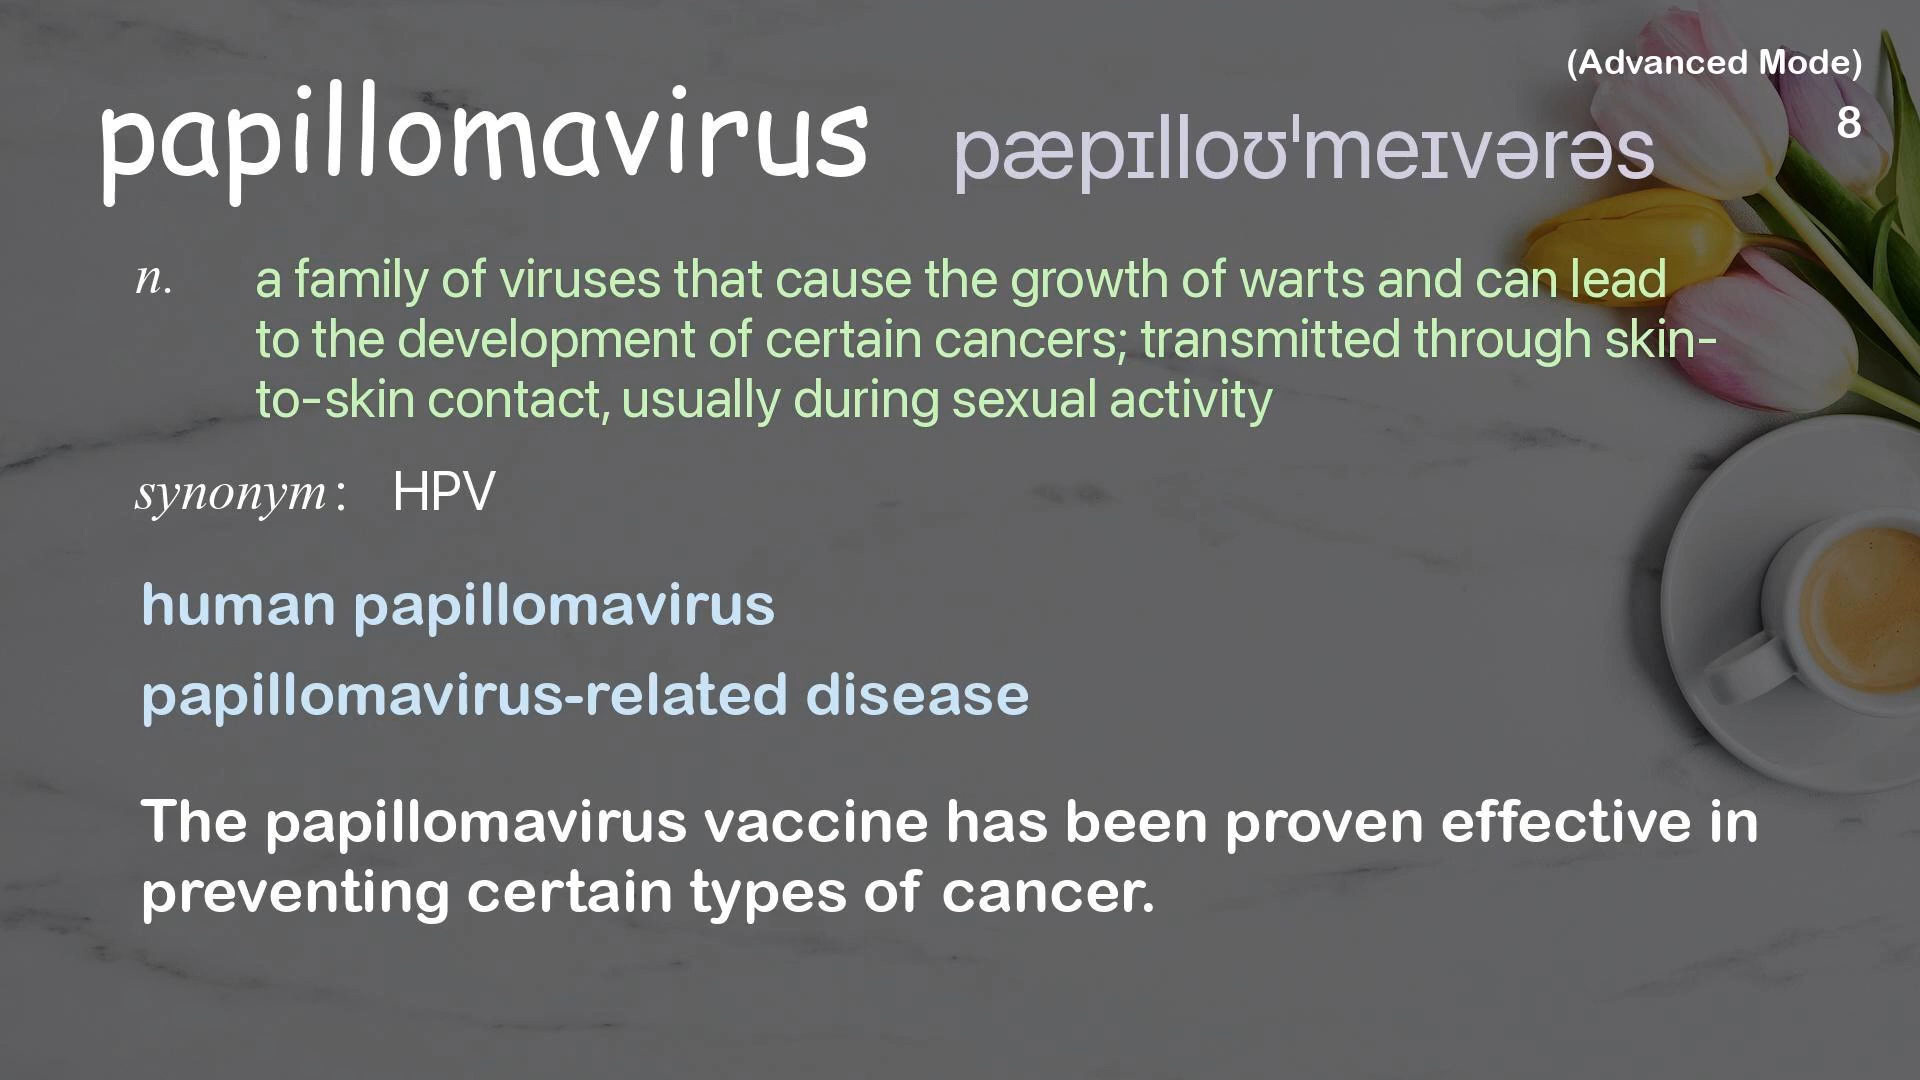 (Advanced Mode)
papillomavirus pæpɪlloʊ'meɪvərəs
8
n. a family of viruses that cause the growth of warts and can lead
to the development of certain cancers; transmitted through skin-
to-skin contact, usually during sexual activity
synonym: HPV
human papillomavirus
papillomavirus-related disease
The papillomavirus vaccine has been proven effective in
preventing certain types of cancer.